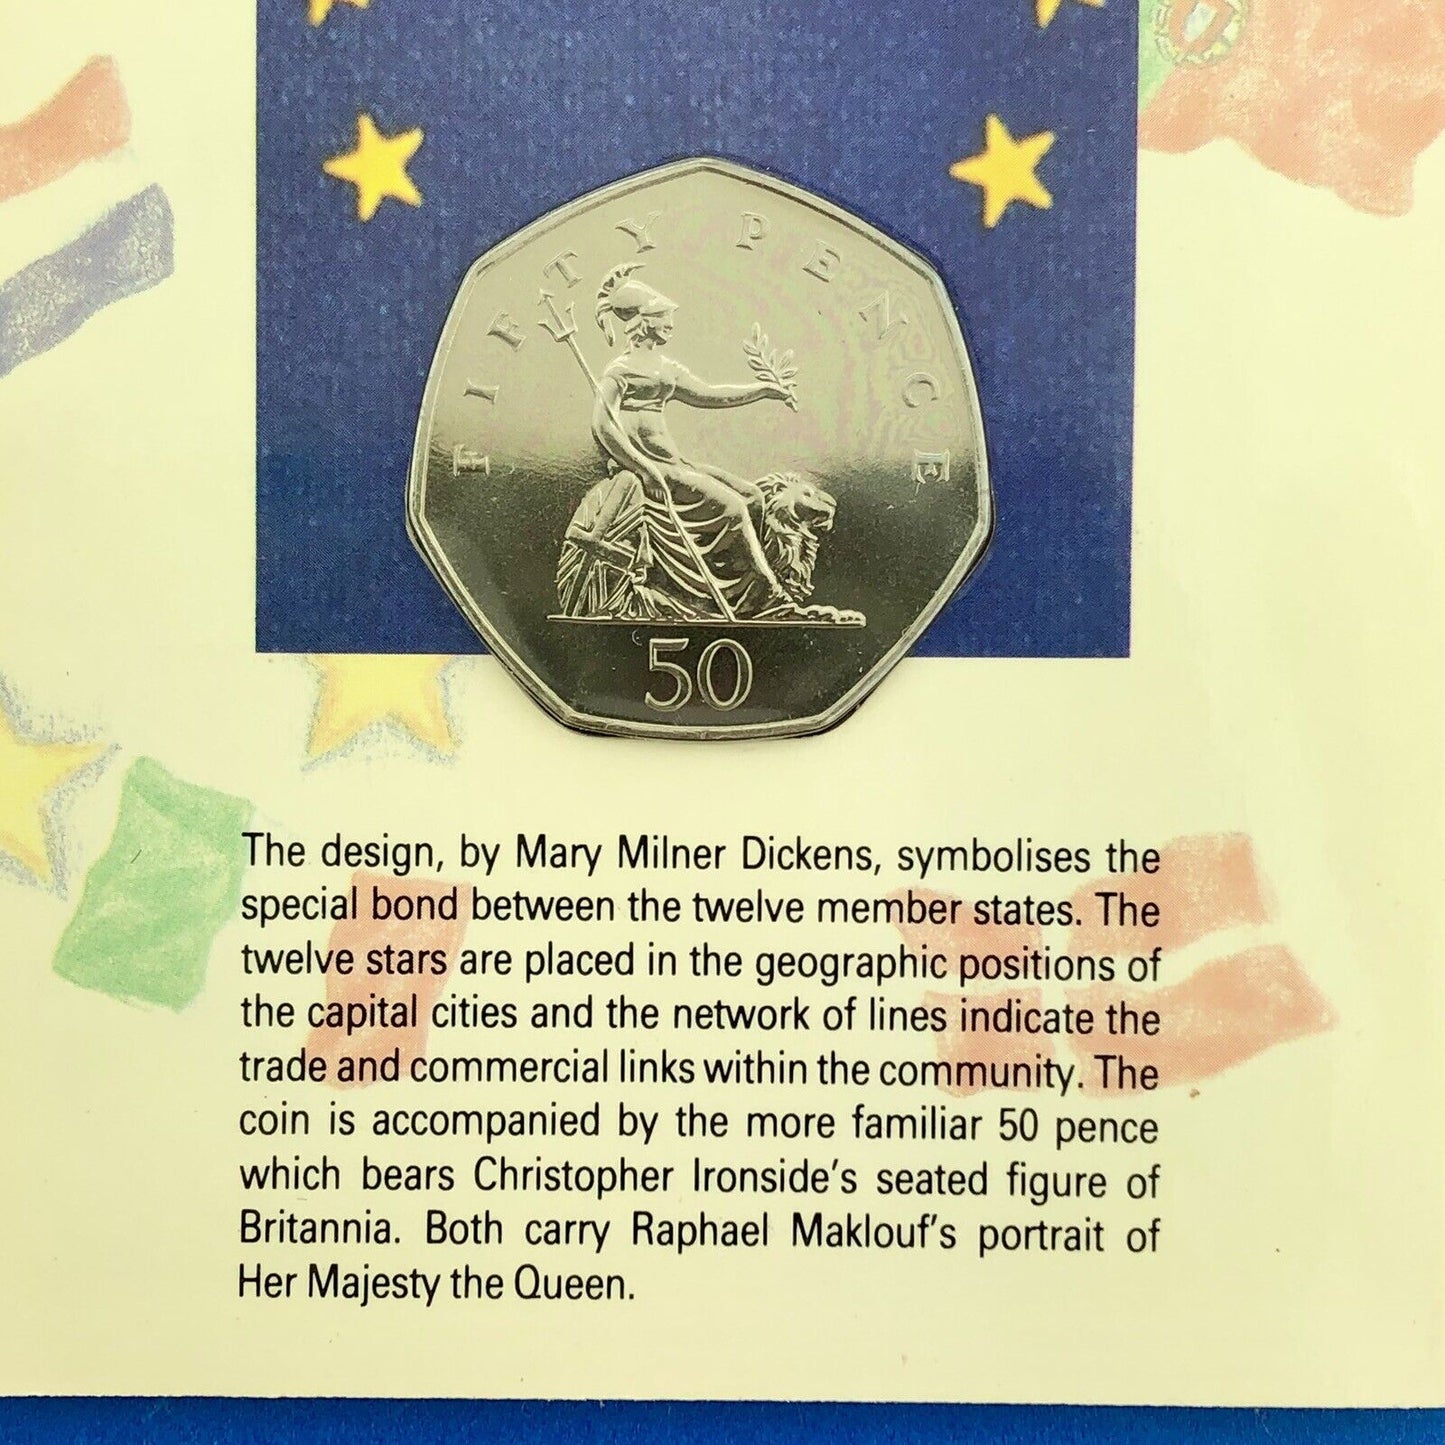 FIFTY PENCE
50
The design, by Mary Milner Dickens, symbolises the
special bond between the twelve member states. The
twelve stars are placed in the geographic positions of
the capital cities and the network of lines indicate the
trade and commercial links within the community. The
coin is accompanied by the more familiar 50 pence
which bears Christopher Ironside's seated figure of
Britannia. Both carry Raphael Maklouf's portrait of
Her Majesty the Queen.